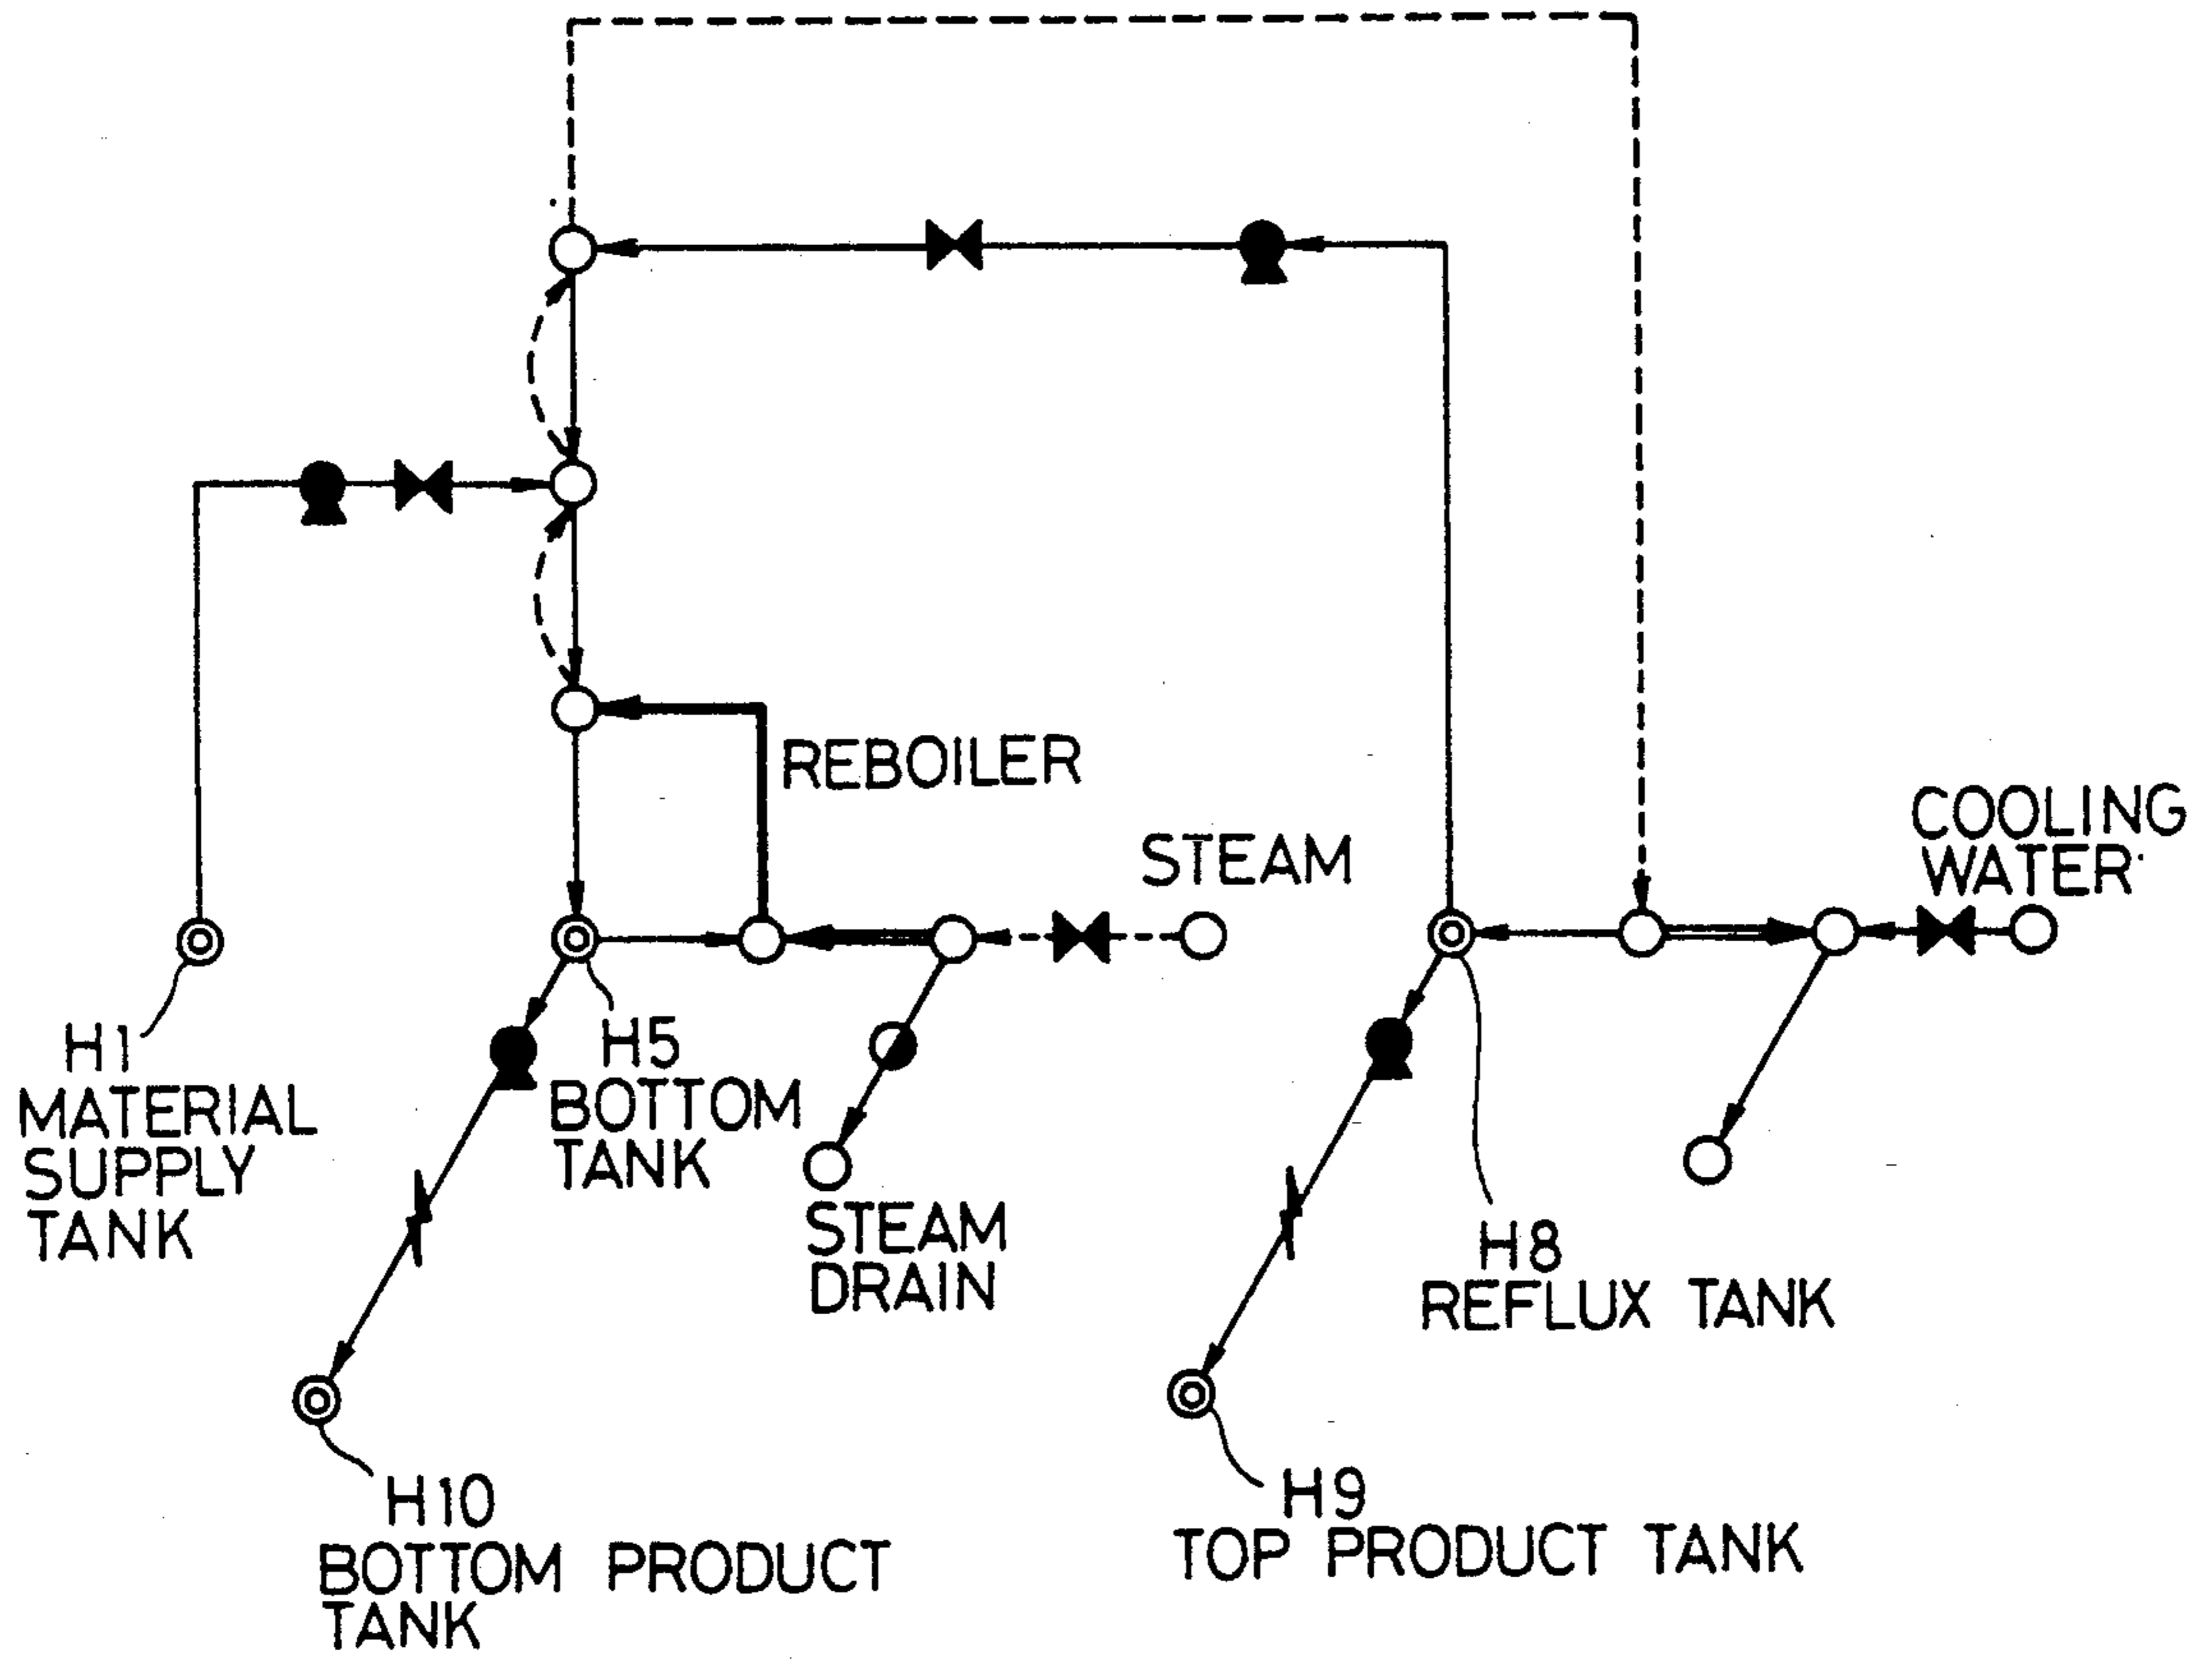 REBOILER
STEAM
COOLING
WATER
H1
MATERIAL
SUPPLY
TANK
H5
BOTTOM
TANK
STEAM
DRAIN
H8
REFLUX TANK
H10
BOTTOM PRODUCT
TANK
H9
TOP PRODUCT TANK